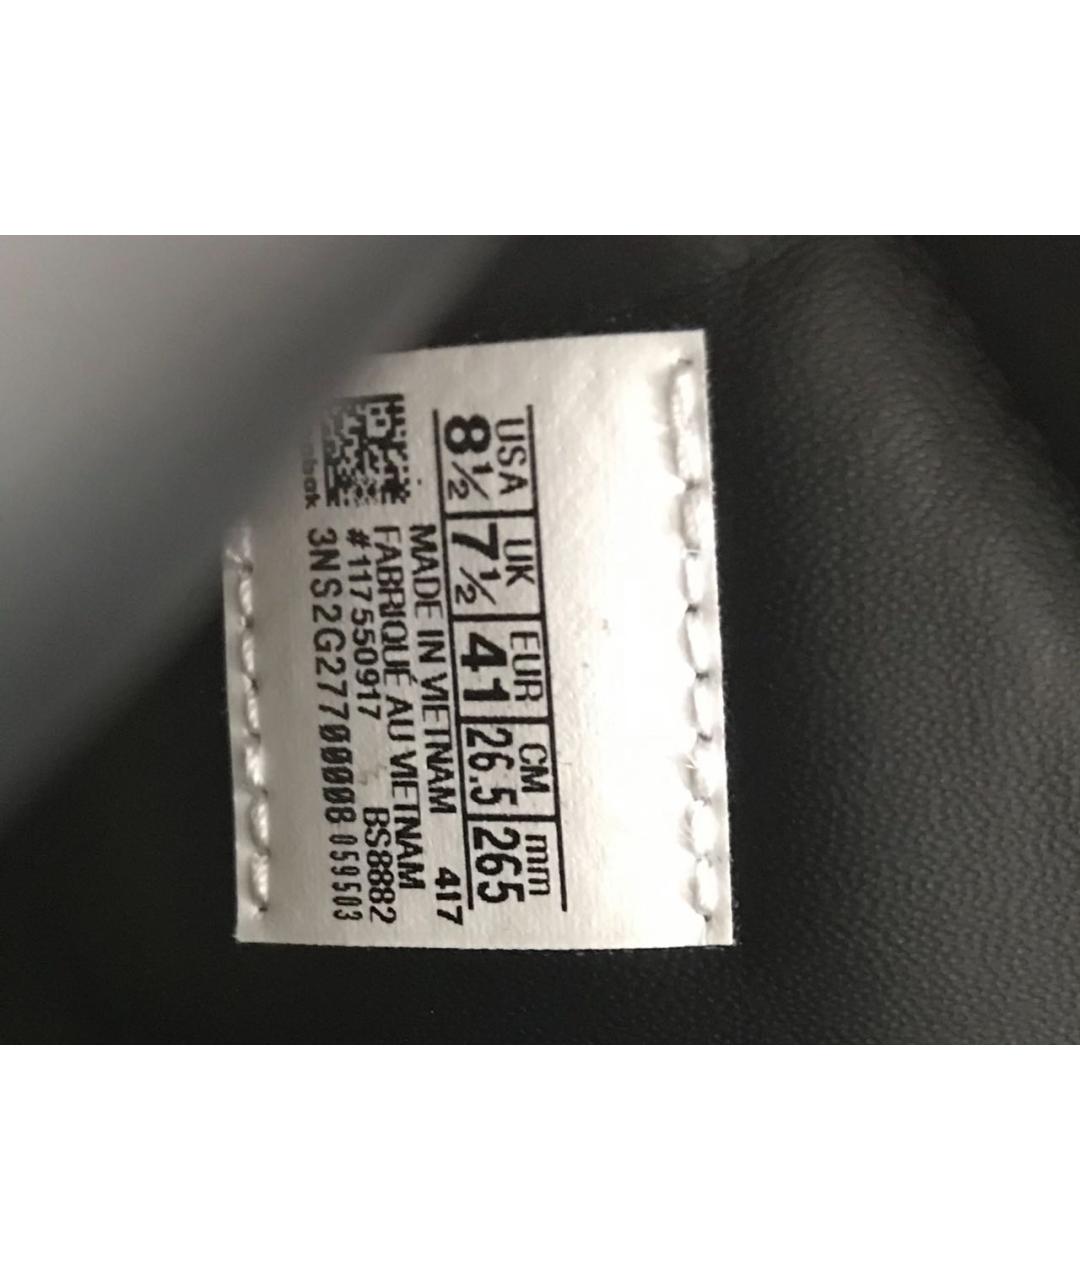 USA UK EUR CM mm
8½ 7½ 41 26.5 265
MADE IN VIETNAM 417
FABRIQUÉ AU VIETNAM
#117550917 BS8882
3NS2G27700008 059503